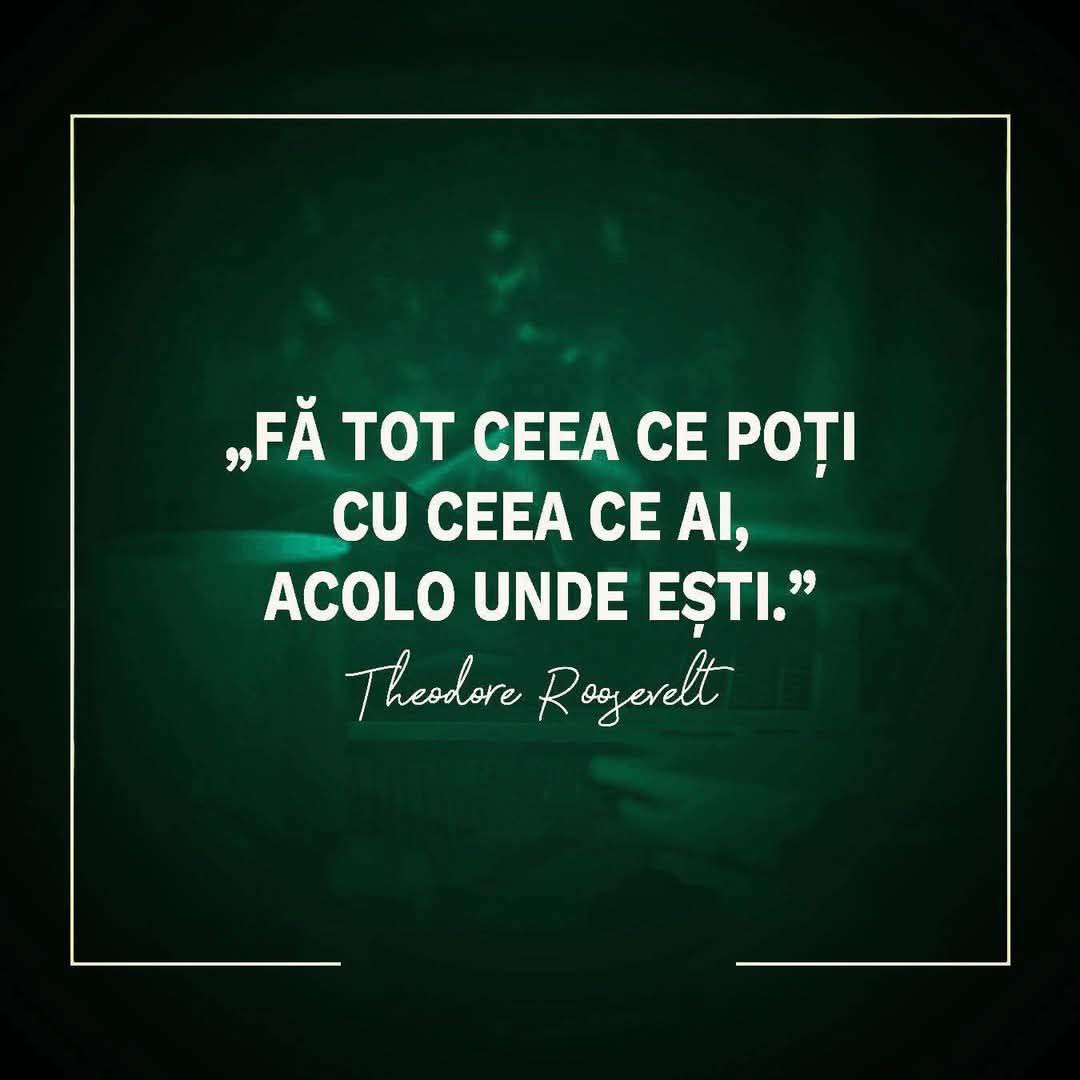 „FĂ TOT CEEA CE POȚI
CU CEEA CE AI,
ACOLO UNDE EȘTI.”
Theodore Roosevelt